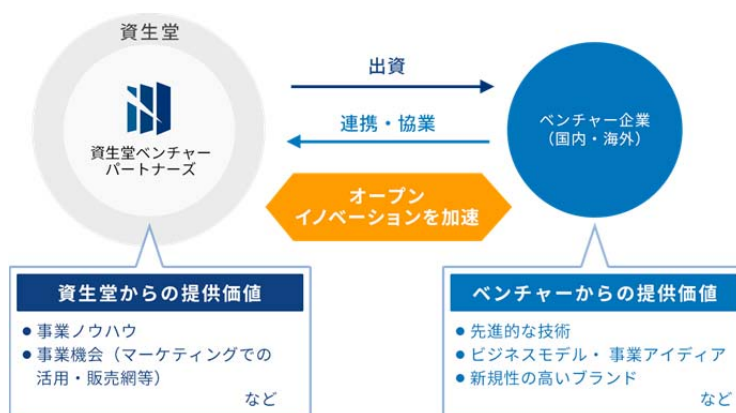 資生堂
資生堂ベンチャー
パートナーズ
出資
連携・協業
ベンチャー企業
（国内・海外）
オープン
イノベーションを加速
資生堂からの提供価値
● 事業ノウハウ
● 事業機会（マーケティングでの
活用・販売網等）
など
ベンチャーからの提供価値
● 先進的な技術
● ビジネスモデル・ 事業アイディア
● 新規性の高いブランド
など